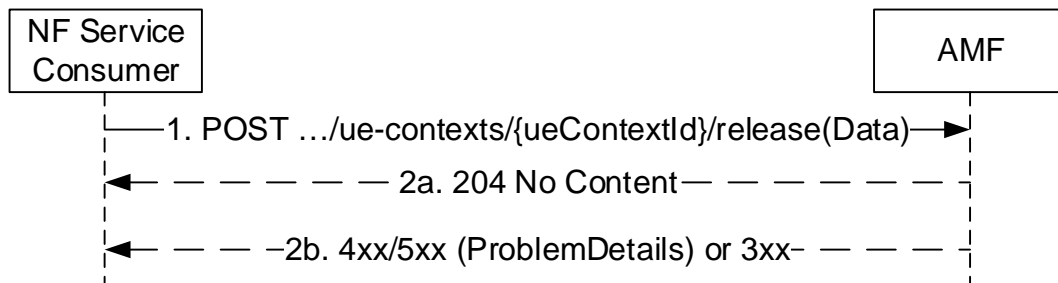 NF Service
Consumer
AMF
1. POST …/ue-contexts/{ueContextId}/release(Data)
2a. 204 No Content
2b. 4xx/5xx (ProblemDetails) or 3xx